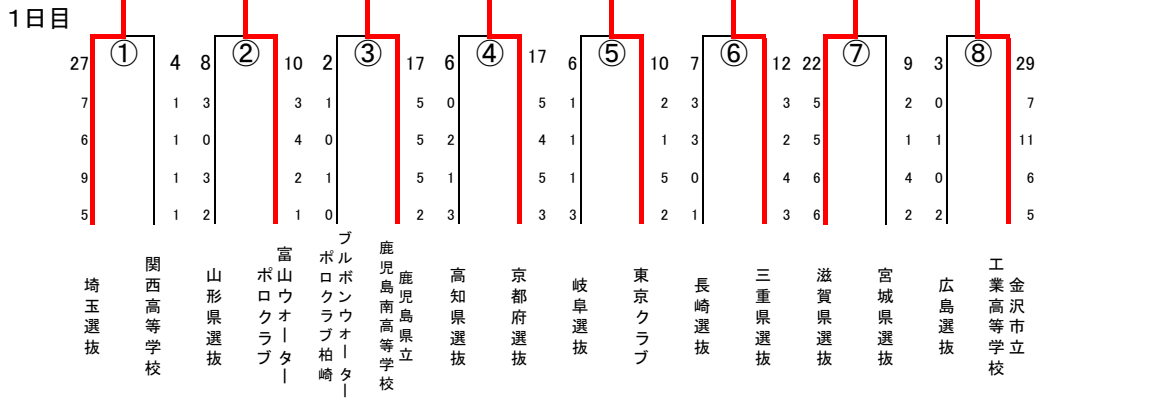 1日目
① ② ③ ④ ⑤ ⑥ ⑦ ⑧
27 4 8 10 2 17 6 17 6 10 7 12 22 9 3 29
7 1 3 3 1 5 0 5 1 2 3 3 5 2 0 7
6 1 0 4 0 5 2 4 1 1 3 2 5 1 1 11
9 1 3 2 1 5 1 5 1 5 0 4 6 4 0 6
5 1 2 1 0 2 3 3 3 2 1 3 6 2 2 5
埼玉選抜
関西高等学校
山形県選抜
富山ウォーター
ポロクラブ
ブルボンウォーター
ポロクラブ柏崎
鹿児島県立
鹿児島南高等学校
高知県選抜
京都府選抜
岐阜選抜
東京クラブ
長崎選抜
三重県選抜
滋賀県選抜
宮城県選抜
広島選抜
金沢市立
工業高等学校